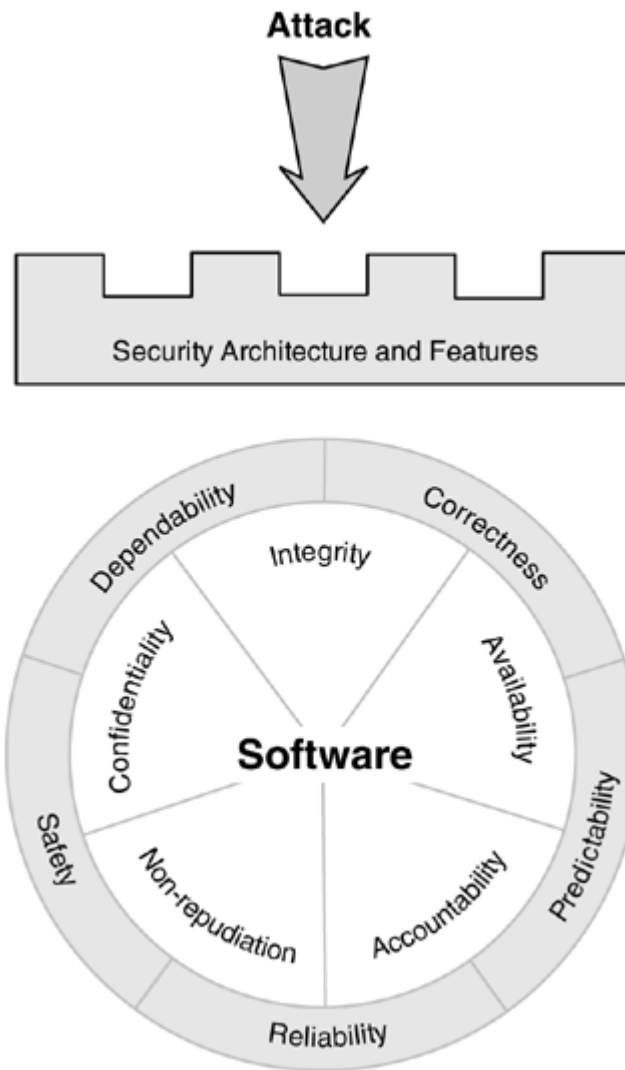 Attack
Security Architecture and Features
Dependability
Correctness
Integrity
Confidentiality
Availability
Software
Safety
Predictability
Non-repudiation
Accountability
Reliability